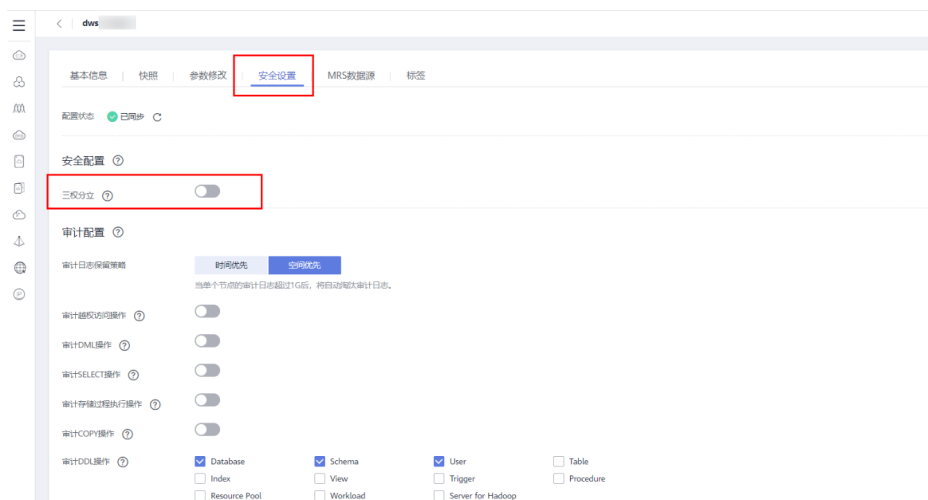 dws
基本信息 快照 参数修改 安全设置 MRS数据源 标签
配置状态 已同步
安全配置
三权分立
审计配置
审计日志保留策略 时间优先 空间优先
当单个节点的审计日志超过1G后，将自动淘汰审计日志。
审计越权访问操作
审计DML操作
审计SELECT操作
审计存储过程执行操作
审计COPY操作
审计DDL操作 Database Schema User Table
Index View Trigger Procedure
Resource Pool Workload Server for Hadoop